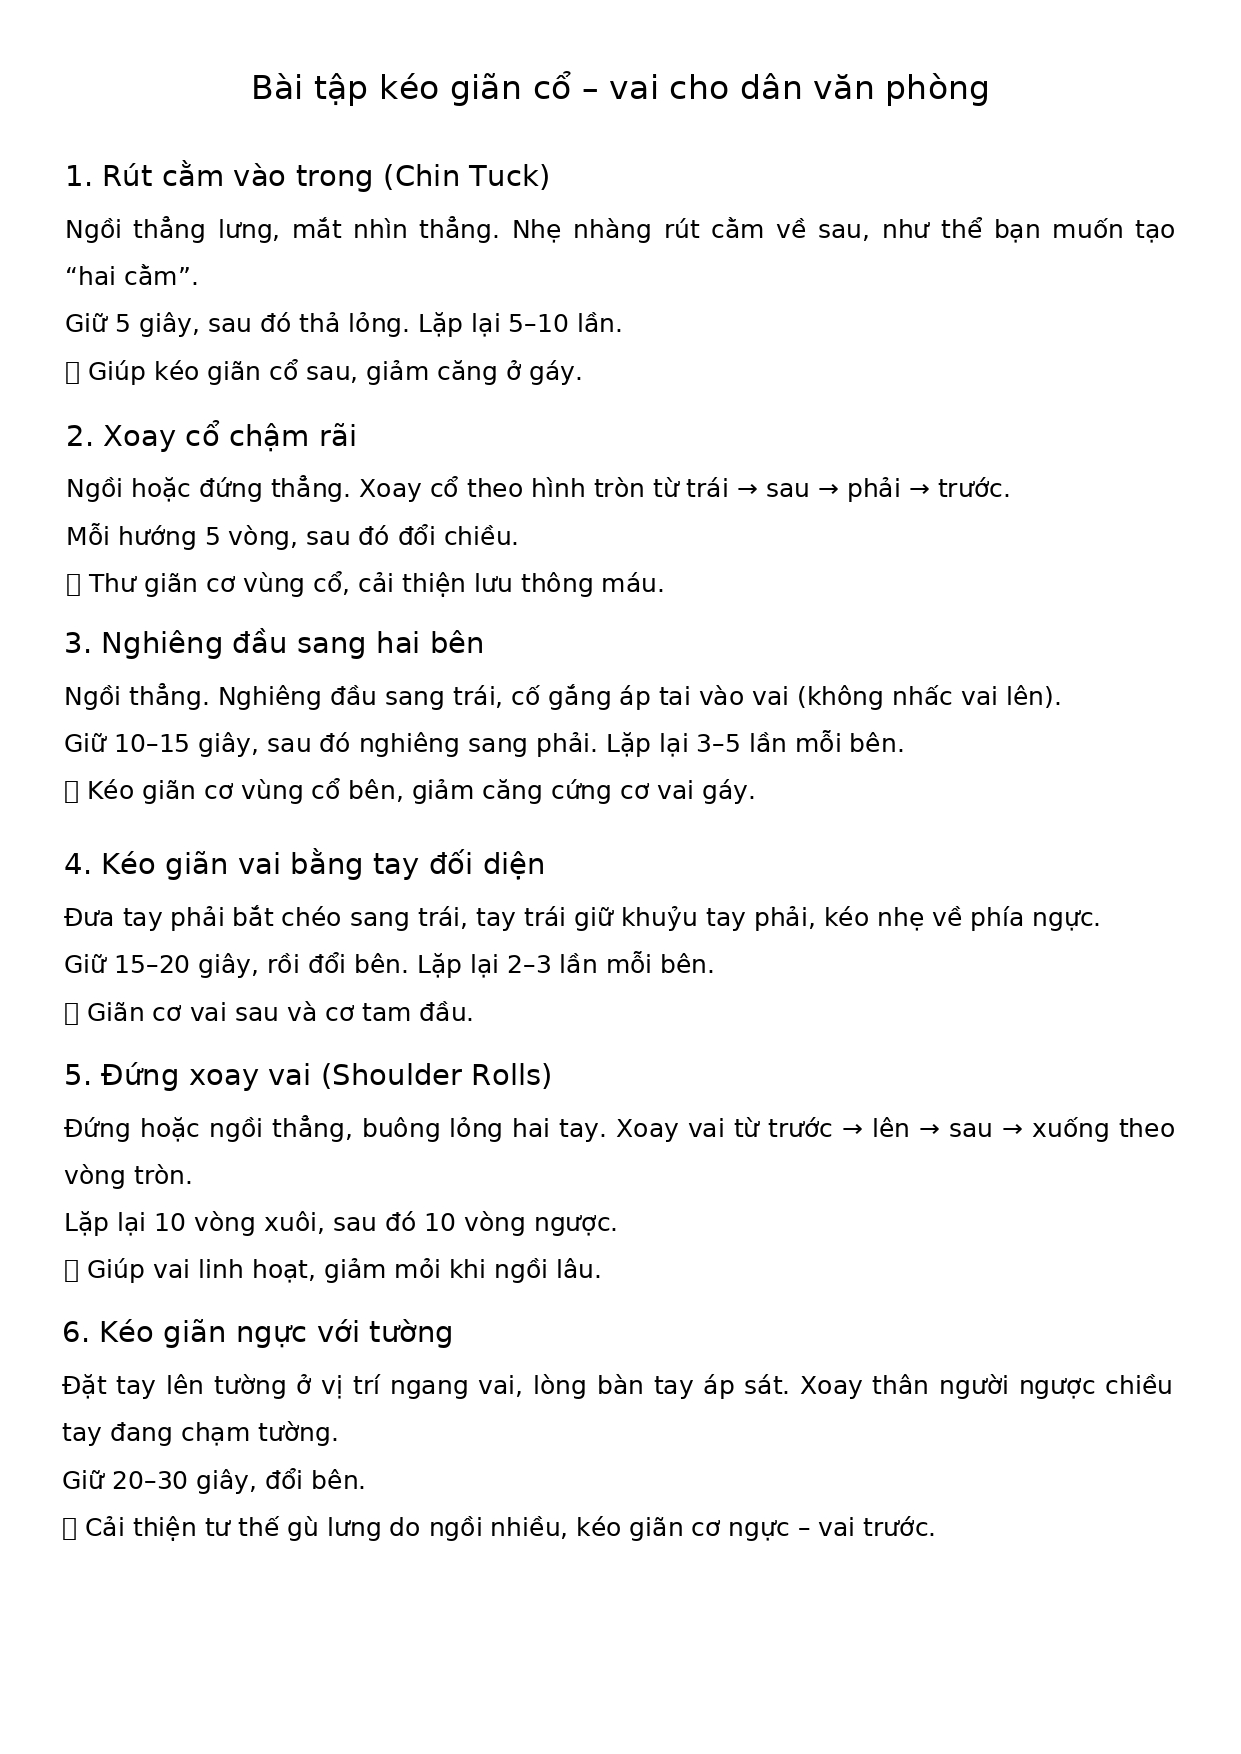 Bài tập kéo giãn cổ – vai cho dân văn phòng
1. Rút cằm vào trong (Chin Tuck)
Ngồi thẳng lưng, mắt nhìn thẳng. Nhẹ nhàng rút cằm về sau, như thể bạn muốn tạo
“hai cằm”.
Giữ 5 giây, sau đó thả lỏng. Lặp lại 5–10 lần.
Giúp kéo giãn cổ sau, giảm căng ở gáy.
2. Xoay cổ chậm rãi
Ngồi hoặc đứng thẳng. Xoay cổ theo hình tròn từ trái → sau → phải → trước.
Mỗi hướng 5 vòng, sau đó đổi chiều.
Thư giãn cơ vùng cổ, cải thiện lưu thông máu.
3. Nghiêng đầu sang hai bên
Ngồi thẳng. Nghiêng đầu sang trái, cố gắng áp tai vào vai (không nhấc vai lên).
Giữ 10–15 giây, sau đó nghiêng sang phải. Lặp lại 3–5 lần mỗi bên.
Kéo giãn cơ vùng cổ bên, giảm căng cứng cơ vai gáy.
4. Kéo giãn vai bằng tay đối diện
Đưa tay phải bắt chéo sang trái, tay trái giữ khuỷu tay phải, kéo nhẹ về phía ngực.
Giữ 15–20 giây, rồi đổi bên. Lặp lại 2–3 lần mỗi bên.
Giãn cơ vai sau và cơ tam đầu.
5. Đứng xoay vai (Shoulder Rolls)
Đứng hoặc ngồi thẳng, buông lỏng hai tay. Xoay vai từ trước → lên → sau → xuống theo
vòng tròn.
Lặp lại 10 vòng xuôi, sau đó 10 vòng ngược.
Giúp vai linh hoạt, giảm mỏi khi ngồi lâu.
6. Kéo giãn ngực với tường
Đặt tay lên tường ở vị trí ngang vai, lòng bàn tay áp sát. Xoay thân người ngược chiều
tay đang chạm tường.
Giữ 20–30 giây, đổi bên.
Cải thiện tư thế gù lưng do ngồi nhiều, kéo giãn cơ ngực – vai trước.